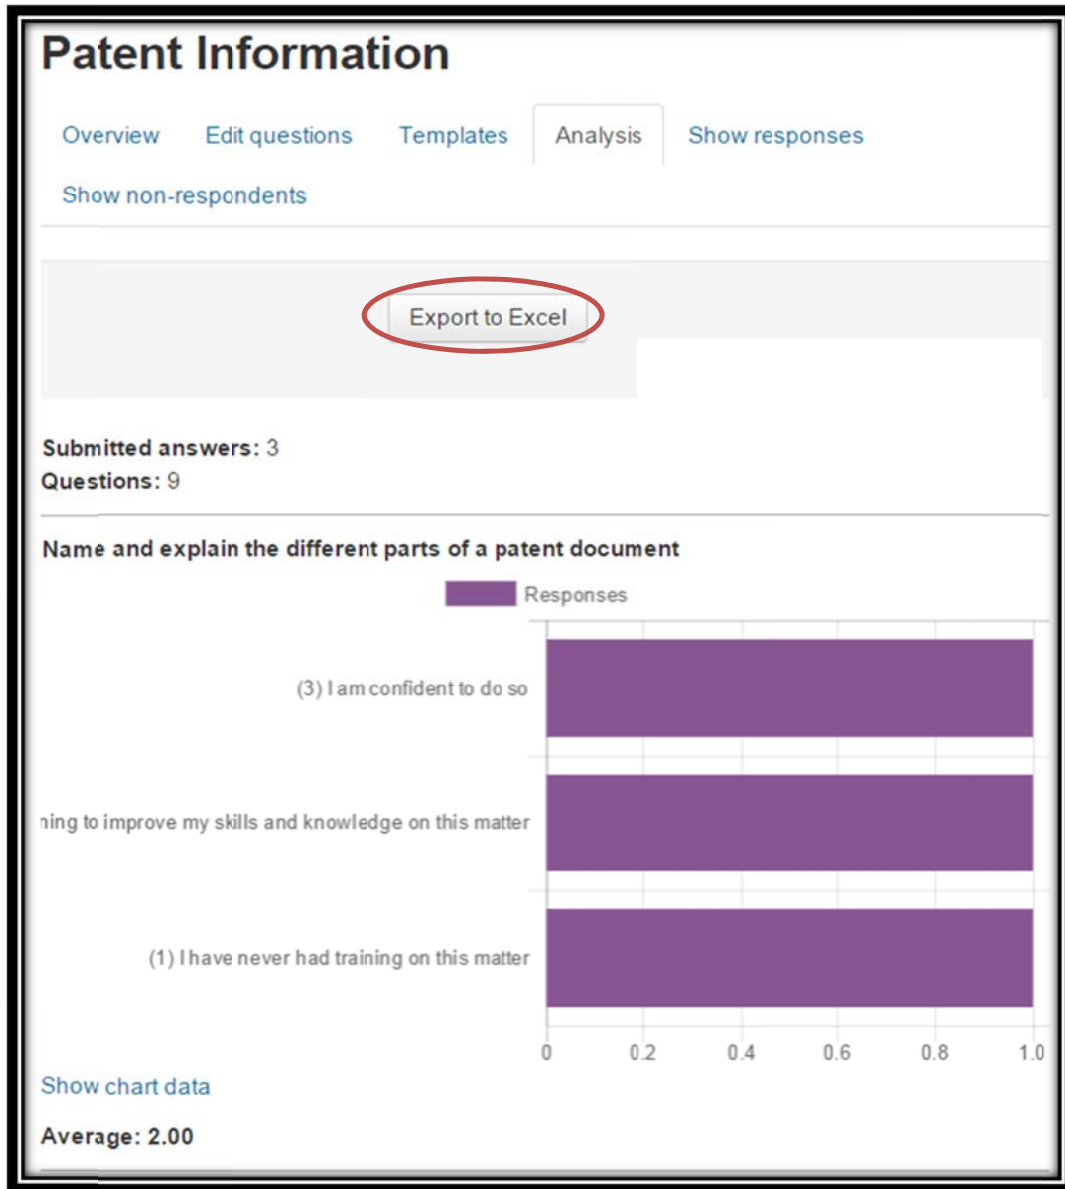 Patent Information
Overview Edit questions Templates Analysis Show responses
Show non-respondents
Export to Excel
Submitted answers: 3
Questions: 9
Name and explain the different parts of a patent document
Responses
(3) I am confident to do so
to improve my skills and knowledge on this matter
(1) I have never had training on this matter
0 0.2 0.4 0.6 0.8 1.0
Show chart data
Average: 2.00